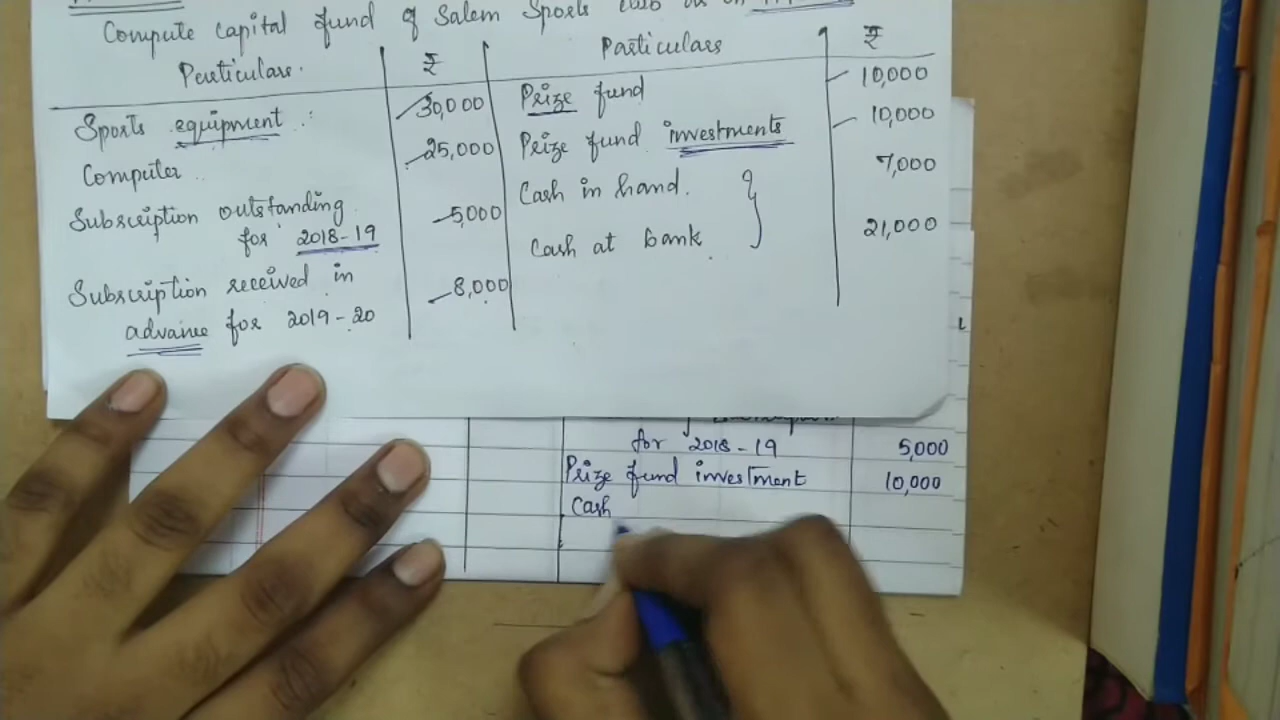 Compute capital fund of Salem Sports
Particulars. ₹ Particulars ₹
Sports equipment : 30,000 Prize fund 10,000
Computer 25,000 Prize fund investments 10,000
Subscription outstanding 5,000 Cash in hand. 7,000
for 2018-19 Cash at bank 21,000
Subscription received in 8,000
advance for 2019-20
for 2018-19 5,000
Prize fund investment 10,000
Cash